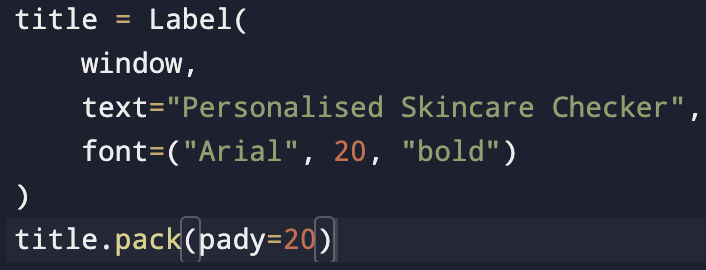 title = Label(
    window,
    text="Personalised Skincare Checker",
    font=("Arial", 20, "bold")
)
title.pack(pady=20)